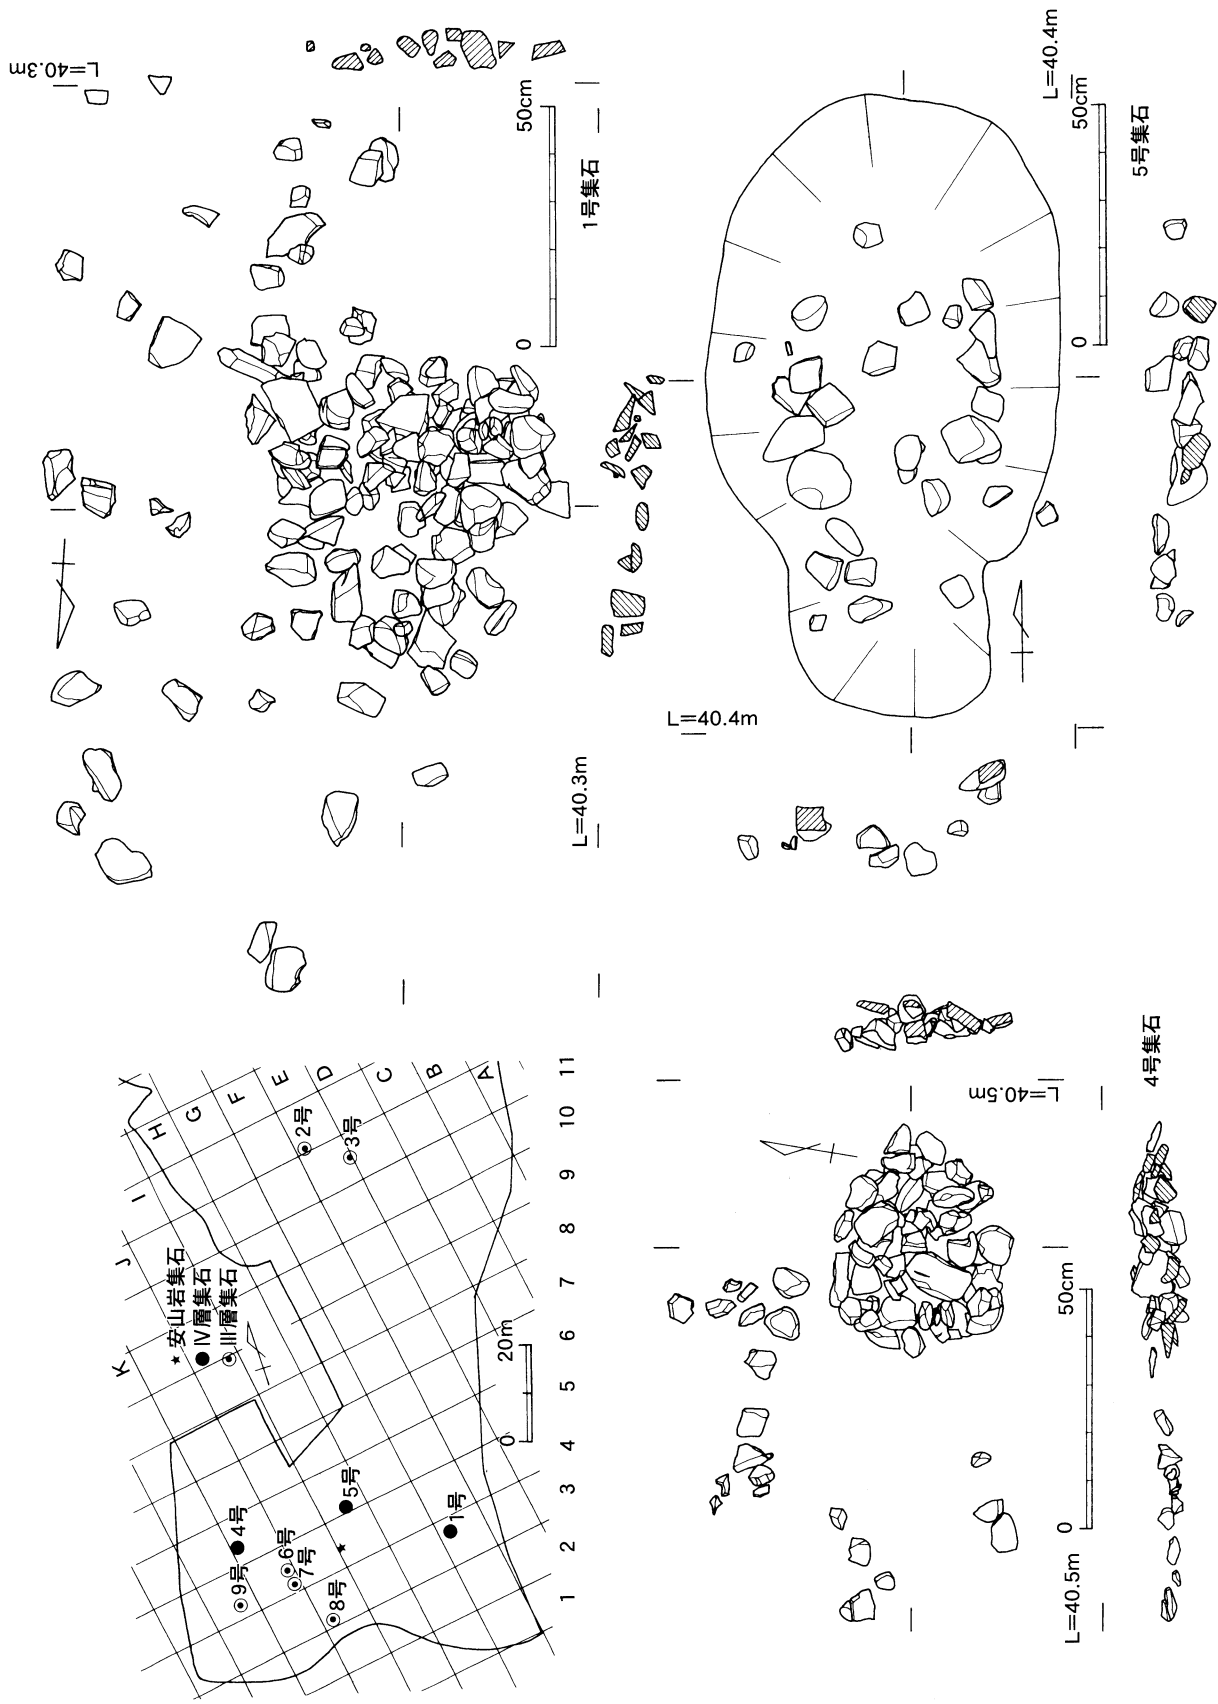 L=40.3m
50cm
0
1号集石
L=40.3m
L=40.4m
50cm
0
5号集石
L=40.4m
K
J
I
H
G
F
E
D
C
B
A
1
2
3
4
5
6
7
8
9
10
11
★安山岩集石
●Ⅳ層集石
◉Ⅲ層集石
0
20m
1号
2号
3号
4号
5号
6号
7号
8号
9号
L=40.5m
4号集石
50cm
0
L=40.5m